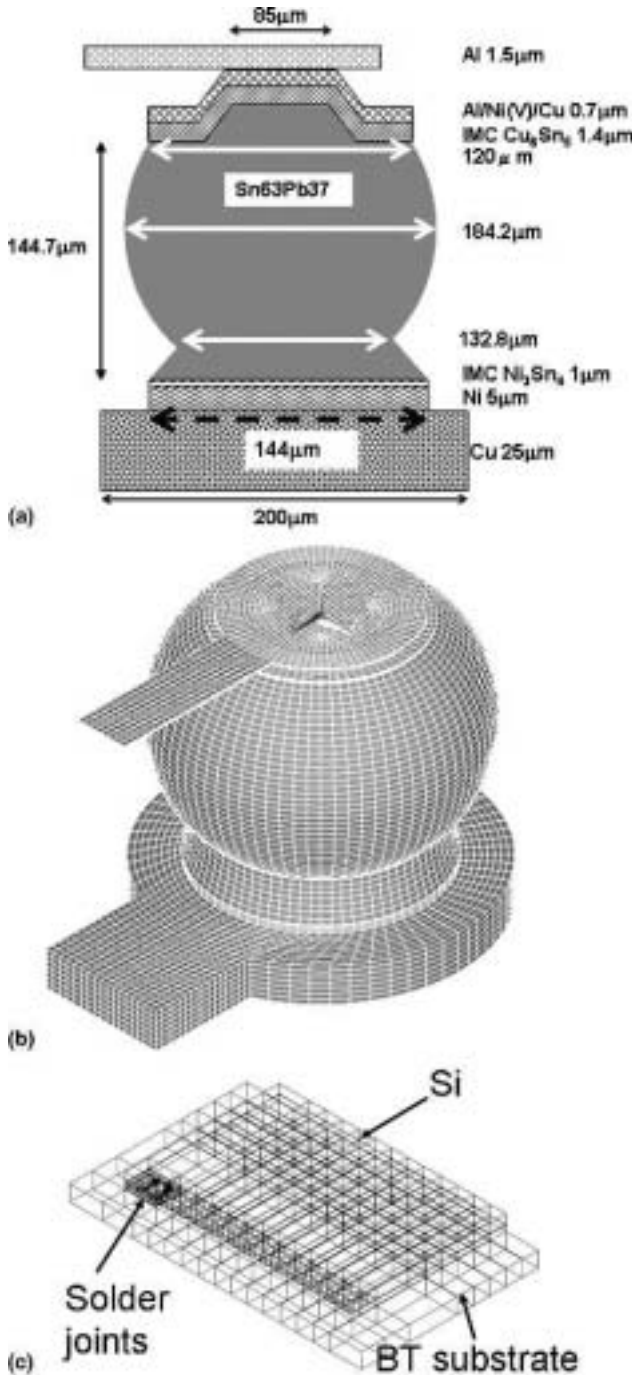 85μm
Al 1.5μm
Al/Ni(V)/Cu 0.7μm
IMC Cu₆Sn₅ 1.4μm
120μm
Sn63Pb37
144.7μm
184.2μm
132.8μm
IMC Ni₃Sn₄ 1μm
Ni 5μm
144μm
Cu 25μm
(a)
200μm
(b)
Si
Solder
joints
BT substrate
(c)